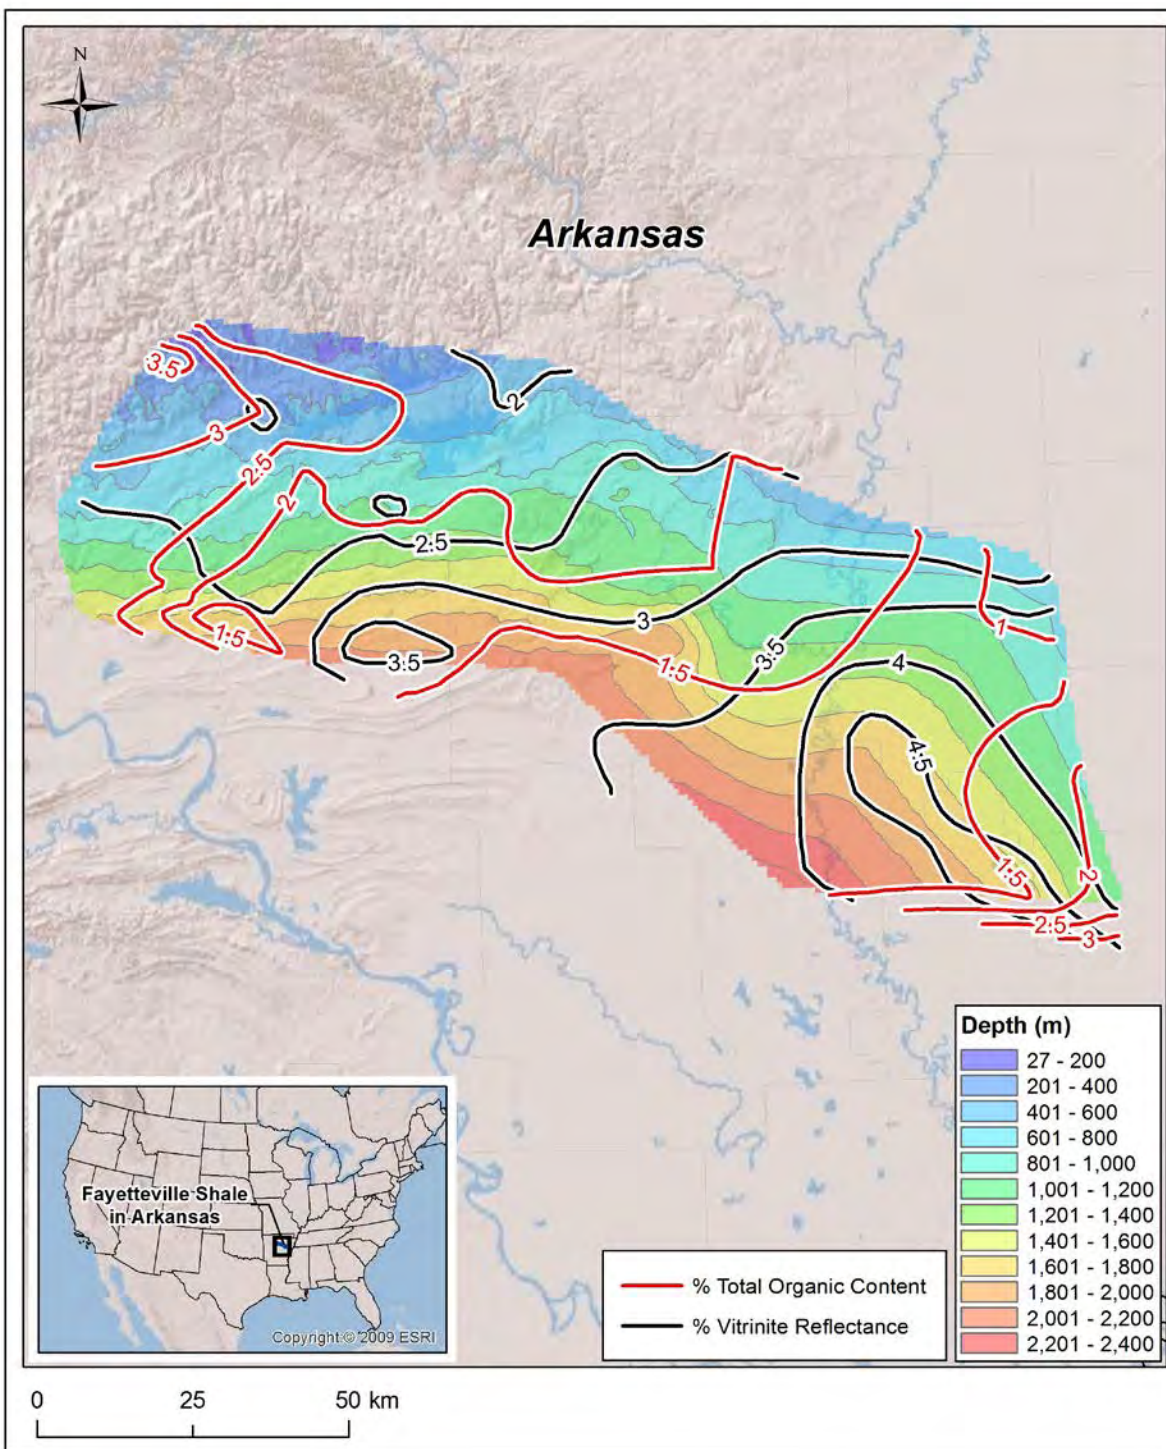 N
Arkansas
3.5
3
2.5
2
2
2.5
3
1.5
3.5
1.5
3.5
4
1
4.5
1.5
2
2.5
3
Depth (m)
27 - 200
201 - 400
401 - 600
601 - 800
801 - 1,000
1,001 - 1,200
1,201 - 1,400
1,401 - 1,600
1,601 - 1,800
1,801 - 2,000
2,001 - 2,200
2,201 - 2,400
Fayetteville Shale
in Arkansas
Copyright:© 2009 ESRI
% Total Organic Content
% Vitrinite Reflectance
0 25 50 km